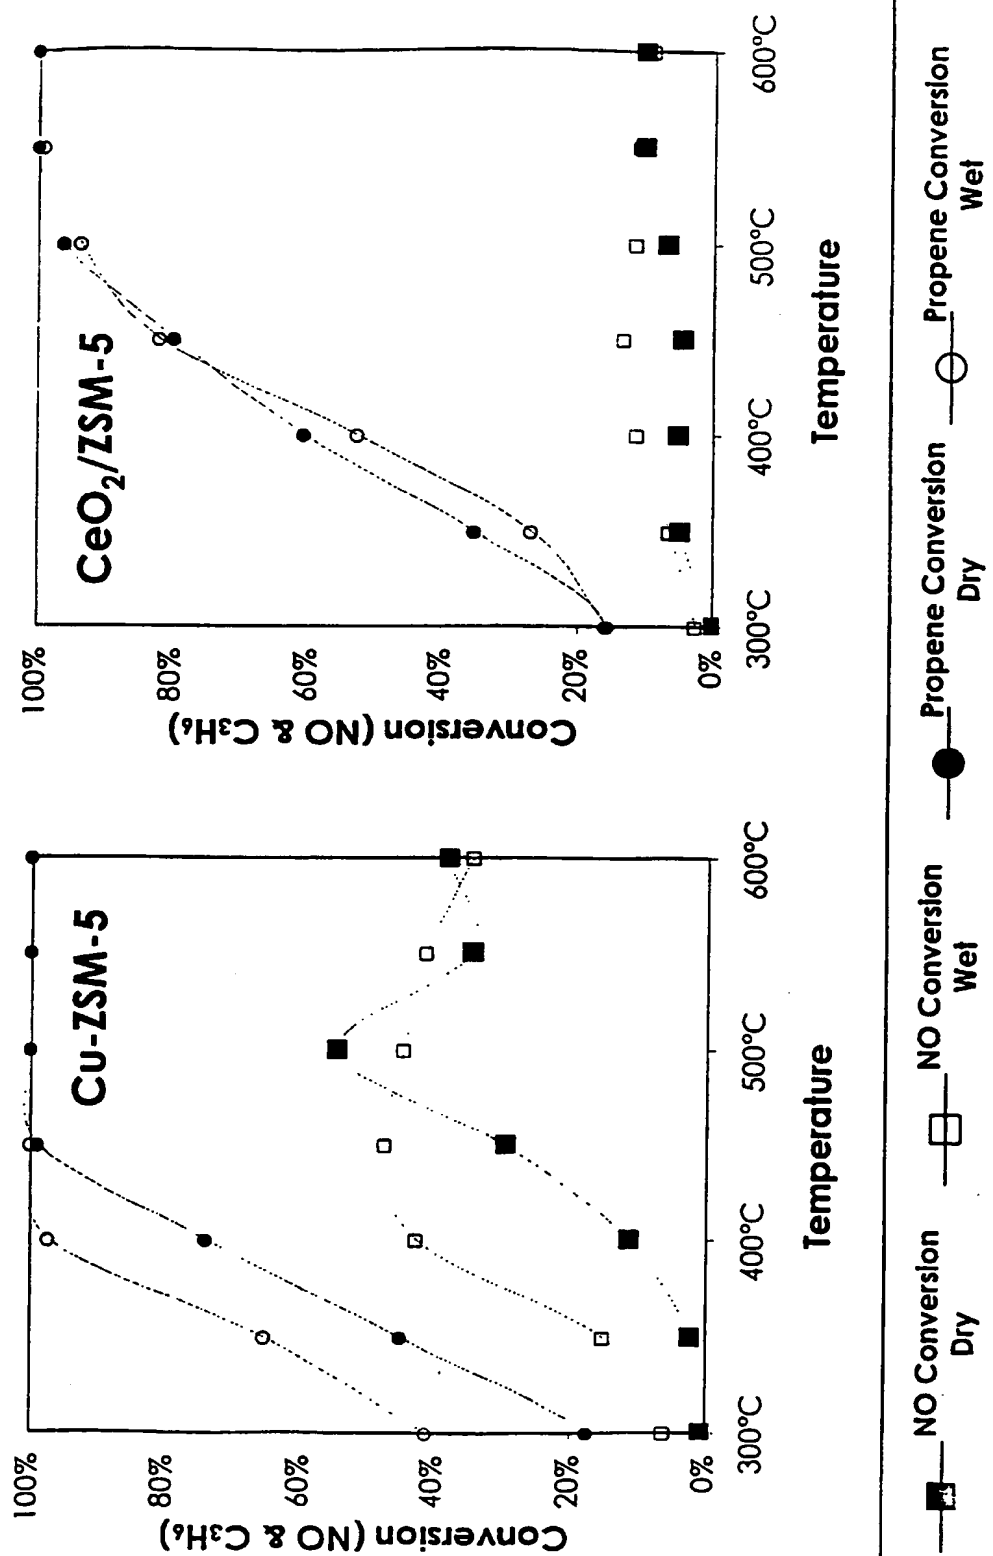 Cu-ZSM-5
100%
80%
60%
40%
20%
0%
Conversion (NO & C₃H₆)
300°C
400°C
500°C
600°C
Temperature
CeO₂/ZSM-5
100%
80%
60%
40%
20%
0%
Conversion (NO & C₃H₆)
300°C
400°C
500°C
600°C
Temperature
NO Conversion
Dry
NO Conversion
Wet
Propene Conversion
Dry
Propene Conversion
Wet